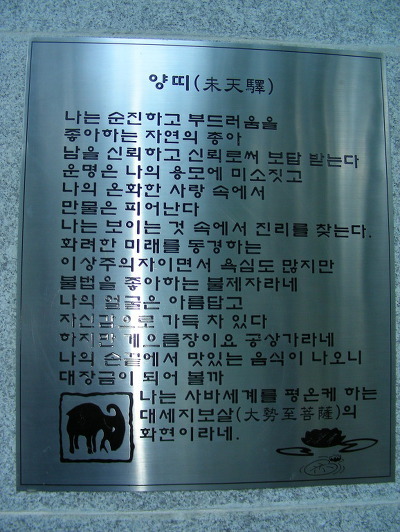 양띠(未天驛)
나는 순진하고 부드러움을
좋아하는 자연의 총아
남을 신뢰하고 신뢰로써 보답 받는다
운명은 나의 용모에 미소짓고
나의 온화한 사랑 속에서
만물은 피어난다
나는 보이는 것 속에서 진리를 찾는다.
화려한 미래를 동경하는
이상주의자이면서 욕심도 많지만
불법을 좋아하는 불제자라네
나의 얼굴은 아름답고
자신감으로 가득 차 있다
하지만 게으름장이요 공상가라네
나의 손끝에서 맛있는 음식이 나오니
대장금이 되어 볼까
나는 사바세계를 평온케 하는
대세지보살(大勢至菩薩)의
화현이라네.